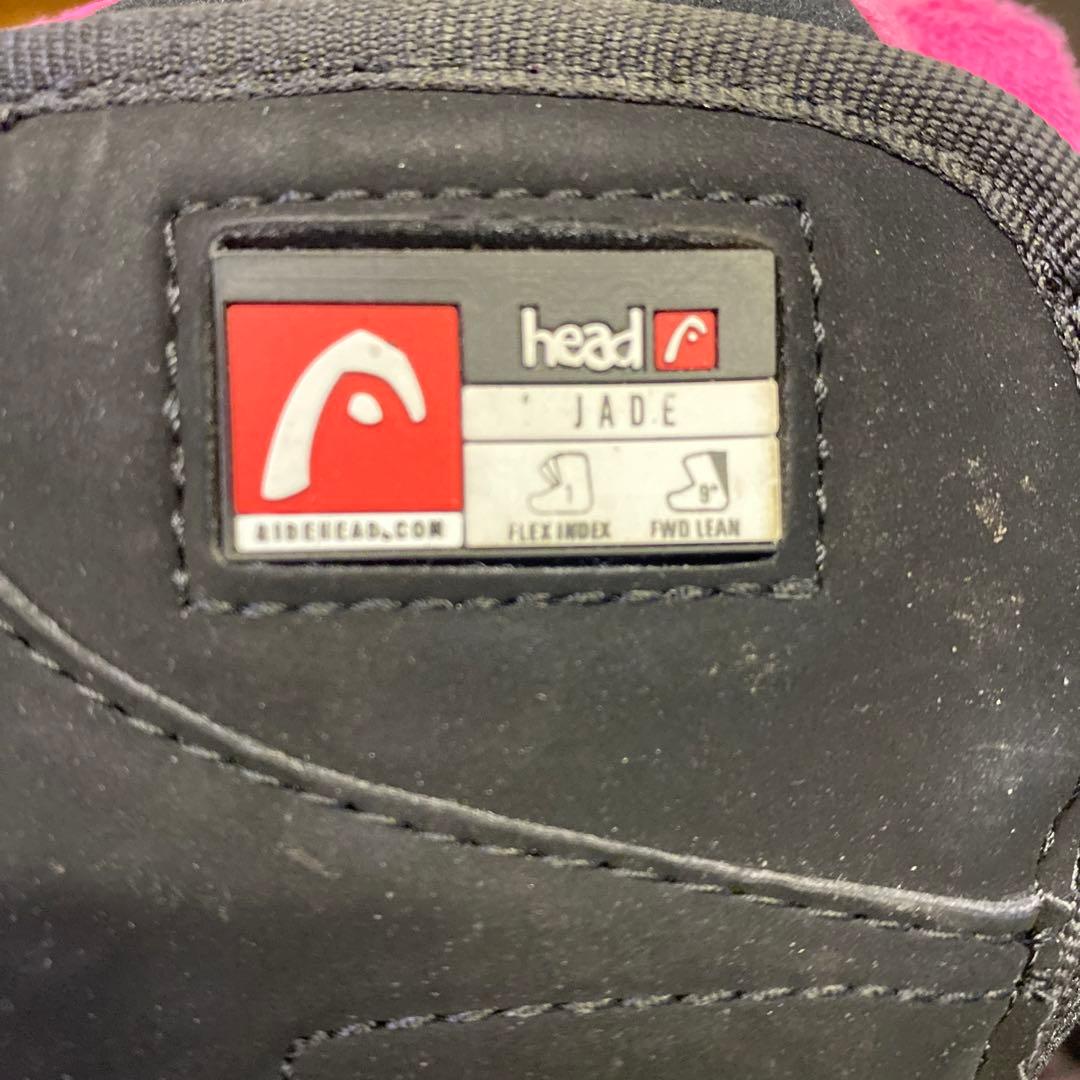 head
JADE
1
9°
FLEX INDEX
FWD LEAN
RIDEHEAD.COM